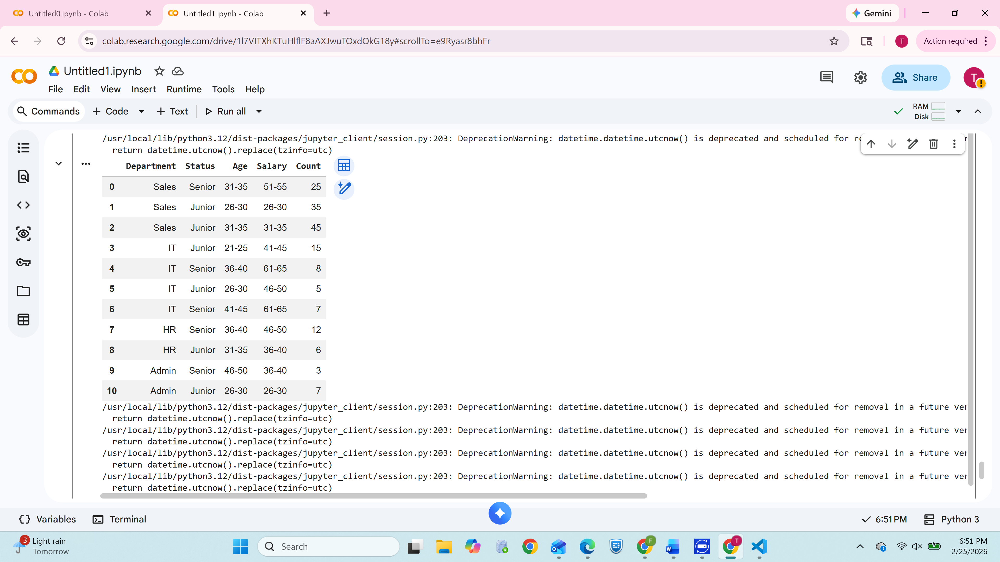 Untitled0.ipynb - Colab
Untitled1.ipynb - Colab
Gemini
colab.research.google.com/drive/1l7VITXhKTuHlflF8aAXJwuTOxdOkG18y#scrollTo=e9Ryasr8bhFr
T
Action required
Untitled1.ipynb
File Edit View Insert Runtime Tools Help
Share
T
Commands
+ Code
+ Text
Run all
RAM
Disk
/usr/local/lib/python3.12/dist-packages/jupyter_client/session.py:203: DeprecationWarning: datetime.datetime.utcnow() is deprecated and scheduled for
return datetime.utcnow().replace(tzinfo=utc)
Department Status Age Salary Count
0 Sales Senior 31-35 51-55 25
1 Sales Junior 26-30 26-30 35
2 Sales Junior 31-35 31-35 45
3 IT Junior 21-25 41-45 15
4 IT Senior 36-40 61-65 8
5 IT Junior 26-30 46-50 5
6 IT Senior 41-45 61-65 7
7 HR Senior 36-40 46-50 12
8 HR Junior 31-35 36-40 6
9 Admin Senior 46-50 36-40 3
10 Admin Junior 26-30 26-30 7
/usr/local/lib/python3.12/dist-packages/jupyter_client/session.py:203: DeprecationWarning: datetime.datetime.utcnow() is deprecated and scheduled for removal in a future ver
return datetime.utcnow().replace(tzinfo=utc)
/usr/local/lib/python3.12/dist-packages/jupyter_client/session.py:203: DeprecationWarning: datetime.datetime.utcnow() is deprecated and scheduled for removal in a future ver
return datetime.utcnow().replace(tzinfo=utc)
/usr/local/lib/python3.12/dist-packages/jupyter_client/session.py:203: DeprecationWarning: datetime.datetime.utcnow() is deprecated and scheduled for removal in a future ver
return datetime.utcnow().replace(tzinfo=utc)
/usr/local/lib/python3.12/dist-packages/jupyter_client/session.py:203: DeprecationWarning: datetime.datetime.utcnow() is deprecated and scheduled for removal in a future ver
return datetime.utcnow().replace(tzinfo=utc)
{} Variables
Terminal
6:51 PM
Python 3
3
Light rain
Tomorrow
Search
F
T
6:51 PM
2/25/2026